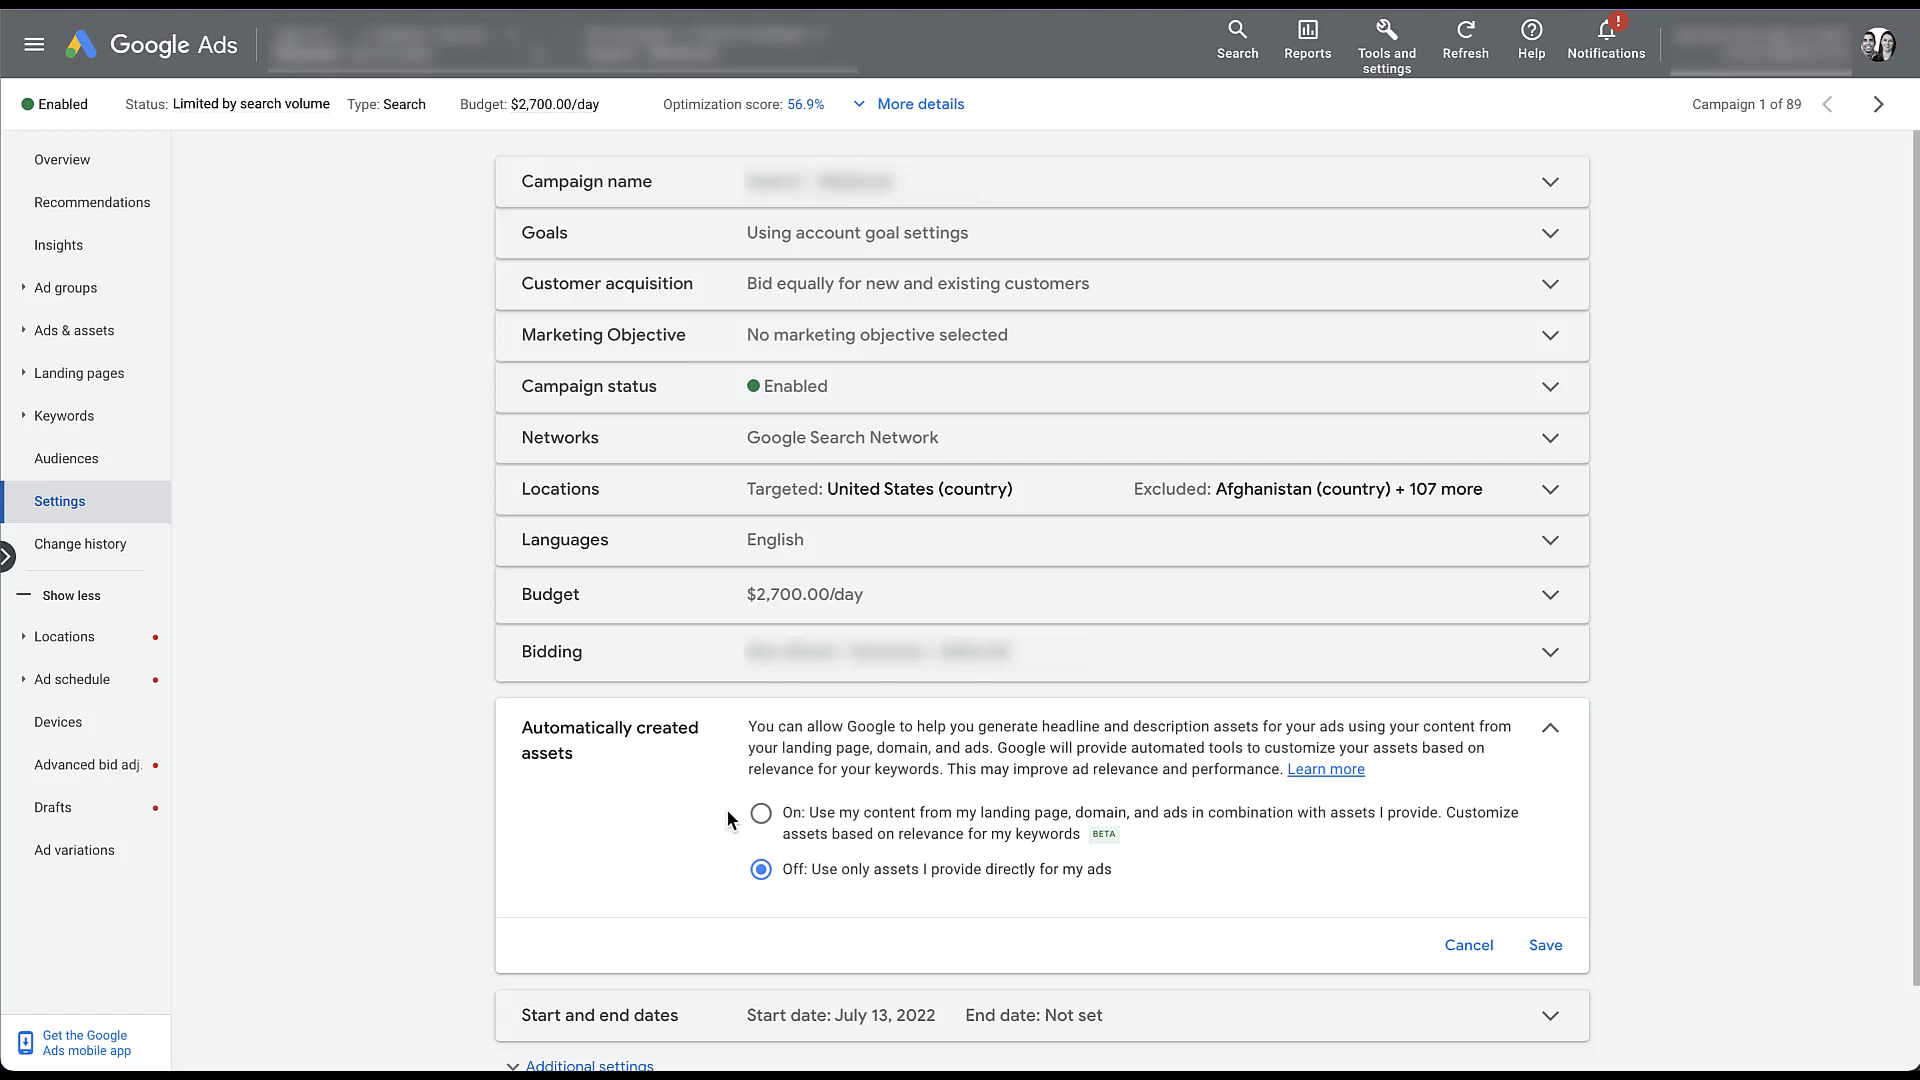 Google Ads
Search
Reports
Tools and
settings
Refresh
Help
!
Notifications
Enabled
Status: Limited by search volume
Type: Search
Budget: $2,700.00/day
Optimization score: 56.9%
More details
Campaign 1 of 89
Overview
Recommendations
Insights
Ad groups
Ads & assets
Landing pages
Keywords
Audiences
Settings
Change history
Show less
Locations
Ad schedule
Devices
Advanced bid adj.
Drafts
Ad variations
Get the Google
Ads mobile app
Campaign name
Goals Using account goal settings
Customer acquisition Bid equally for new and existing customers
Marketing Objective No marketing objective selected
Campaign status Enabled
Networks Google Search Network
Locations Targeted: United States (country) Excluded: Afghanistan (country) + 107 more
Languages English
Budget $2,700.00/day
Bidding
Automatically created
assets
You can allow Google to help you generate headline and description assets for your ads using your content from
your landing page, domain, and ads. Google will provide automated tools to customize your assets based on
relevance for your keywords. This may improve ad relevance and performance. Learn more
On: Use my content from my landing page, domain, and ads in combination with assets I provide. Customize
assets based on relevance for my keywords BETA
Off: Use only assets I provide directly for my ads
Cancel Save
Start and end dates Start date: July 13, 2022 End date: Not set
Additional settings